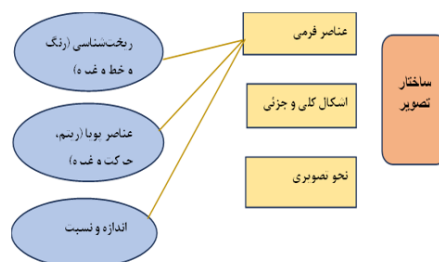 ساختار
تصویر
عناصر فرمی
اشکال کلی و جزئی
نحو تصویری
ریخت‌شناسی (رنگ
و خط و غیره)
عناصر پویا (ریتم،
حرکت و غیره)
اندازه و نسبت